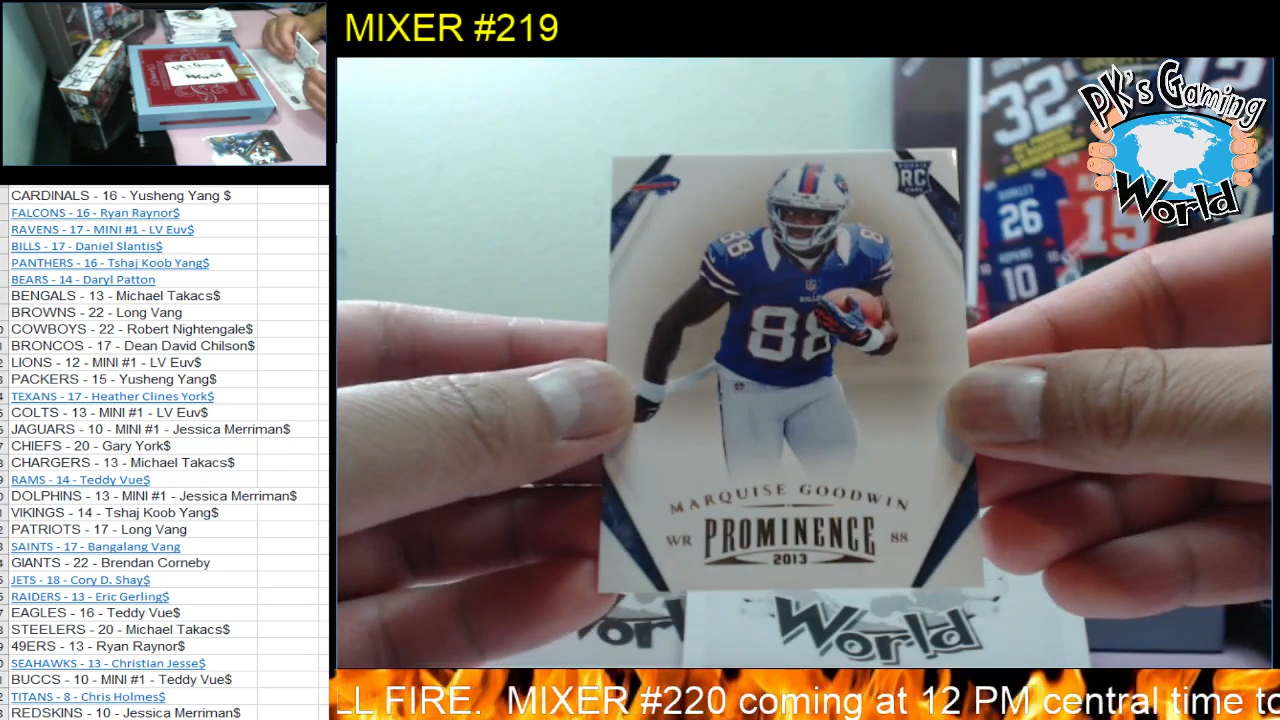 MIXER #219
CARDINALS - 16 - Yusheng Yang $
FALCONS - 16 - Ryan Raynor$
RAVENS - 17 - MINI #1 - LV Euv$
BILLS - 17 - Daniel Slantis$
PANTHERS - 16 - Tshaj Koob Yang$
BEARS - 14 - Daryl Patton
BENGALS - 13 - Michael Takacs$
BROWNS - 22 - Long Vang
COWBOYS - 22 - Robert Nightengale$
BRONCOS - 17 - Dean David Chilson$
LIONS - 12 - MINI #1 - LV Euv$
PACKERS - 15 - Yusheng Yang$
TEXANS - 17 - Heather Clines York$
COLTS - 13 - MINI #1 - LV Euv$
JAGUARS - 10 - MINI #1 - Jessica Merriman$
CHIEFS - 20 - Gary York$
CHARGERS - 13 - Michael Takacs$
RAMS - 14 - Teddy Vue$
DOLPHINS - 13 - MINI #1 - Jessica Merriman$
VIKINGS - 14 - Tshaj Koob Yang$
PATRIOTS - 17 - Long Vang
SAINTS - 17 - Bangalang Vang
GIANTS - 22 - Brendan Corneby
JETS - 18 - Cory D. Shay$
RAIDERS - 13 - Eric Gerling$
EAGLES - 16 - Teddy Vue$
STEELERS - 20 - Michael Takacs$
49ERS - 13 - Ryan Raynor$
SEAHAWKS - 13 - Christian Jesse$
BUCCS - 10 - MINI #1 - Teddy Vue$
TITANS - 8 - Chris Holmes$
REDSKINS - 10 - Jessica Merriman$
PK's Gaming
World
32
26
15
10
ROOKIE
RC
CARD
88
88
BILLS
88
MARQUISE GOODWIN
WR PROMINENCE 88
2013
World
LL FIRE. MIXER #220 coming at 12 PM central time to